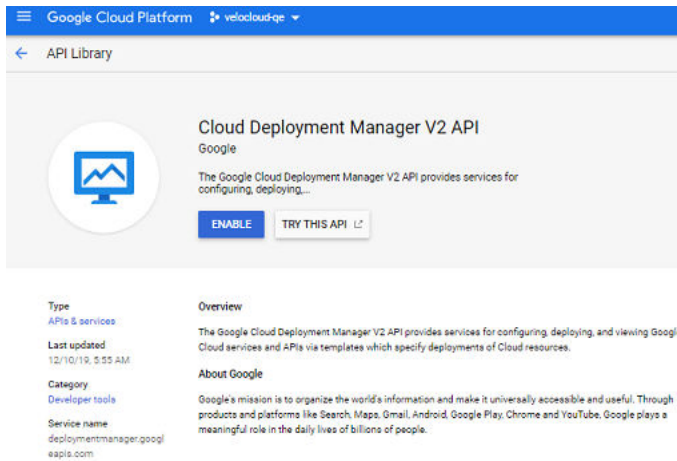 Google Cloud Platform velocloud-qe
API Library
Cloud Deployment Manager V2 API
Google
The Google Cloud Deployment Manager V2 API provides services for
configuring, deploying,...
ENABLE TRY THIS API
Type
APIs & services
Last updated
12/10/19, 5:55 AM
Category
Developer tools
Service name
deploymentmanager.googl
eapis.com
Overview
The Google Cloud Deployment Manager V2 API provides services for configuring, deploying, and viewing Googl
Cloud services and APIs via templates which specify deployments of Cloud resources.
About Google
Google's mission is to organize the world's information and make it universally accessible and useful. Through
products and platforms like Search, Maps, Gmail, Android, Google Play, Chrome and YouTube, Google plays a
meaningful role in the daily lives of billions of people.